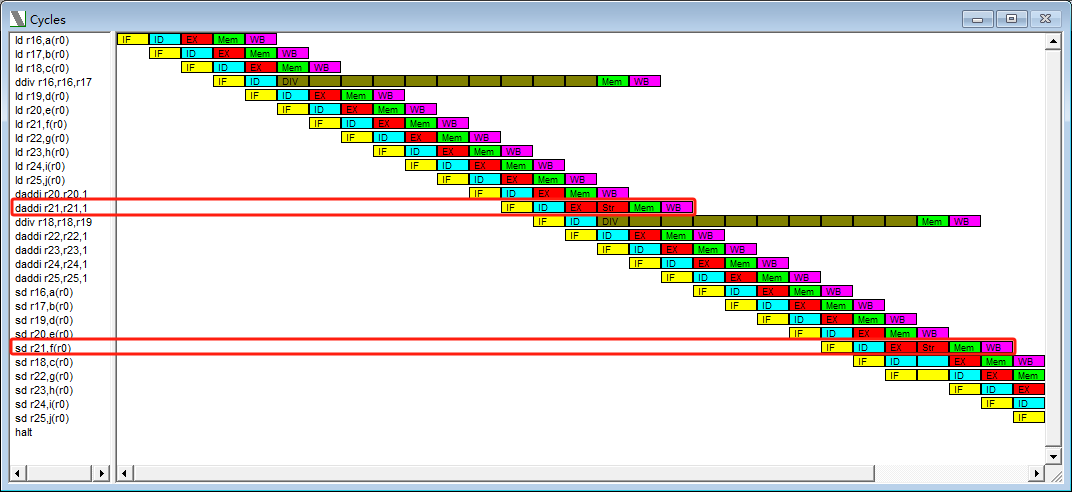 Cycles
ld r16,a(r0) IF ID EX Mem WB
ld r17,b(r0) IF ID EX Mem WB
ld r18,c(r0) IF ID EX Mem WB
ddiv r16,r16,r17 IF ID DIV Mem WB
ld r19,d(r0) IF ID EX Mem WB
ld r20,e(r0) IF ID EX Mem WB
ld r21,f(r0) IF ID EX Mem WB
ld r22,g(r0) IF ID EX Mem WB
ld r23,h(r0) IF ID EX Mem WB
ld r24,i(r0) IF ID EX Mem WB
ld r25,j(r0) IF ID EX Mem WB
daddi r20,r20,1 IF ID EX Mem WB
daddi r21,r21,1 IF ID EX Str Mem WB
ddiv r18,r18,r19 IF ID DIV Mem WB
daddi r22,r22,1 IF ID EX Mem WB
daddi r23,r23,1 IF ID EX Mem WB
daddi r24,r24,1 IF ID EX Mem WB
daddi r25,r25,1 IF ID EX Mem WB
sd r16,a(r0) IF ID EX Mem WB
sd r17,b(r0) IF ID EX Mem WB
sd r19,d(r0) IF ID EX Mem WB
sd r20,e(r0) IF ID EX Mem WB
sd r21,f(r0) IF ID EX Str Mem WB
sd r18,c(r0) IF ID EX Mem WB
sd r22,g(r0) IF ID EX Mem
sd r23,h(r0) IF ID EX
sd r24,i(r0) IF ID
sd r25,j(r0) IF
halt